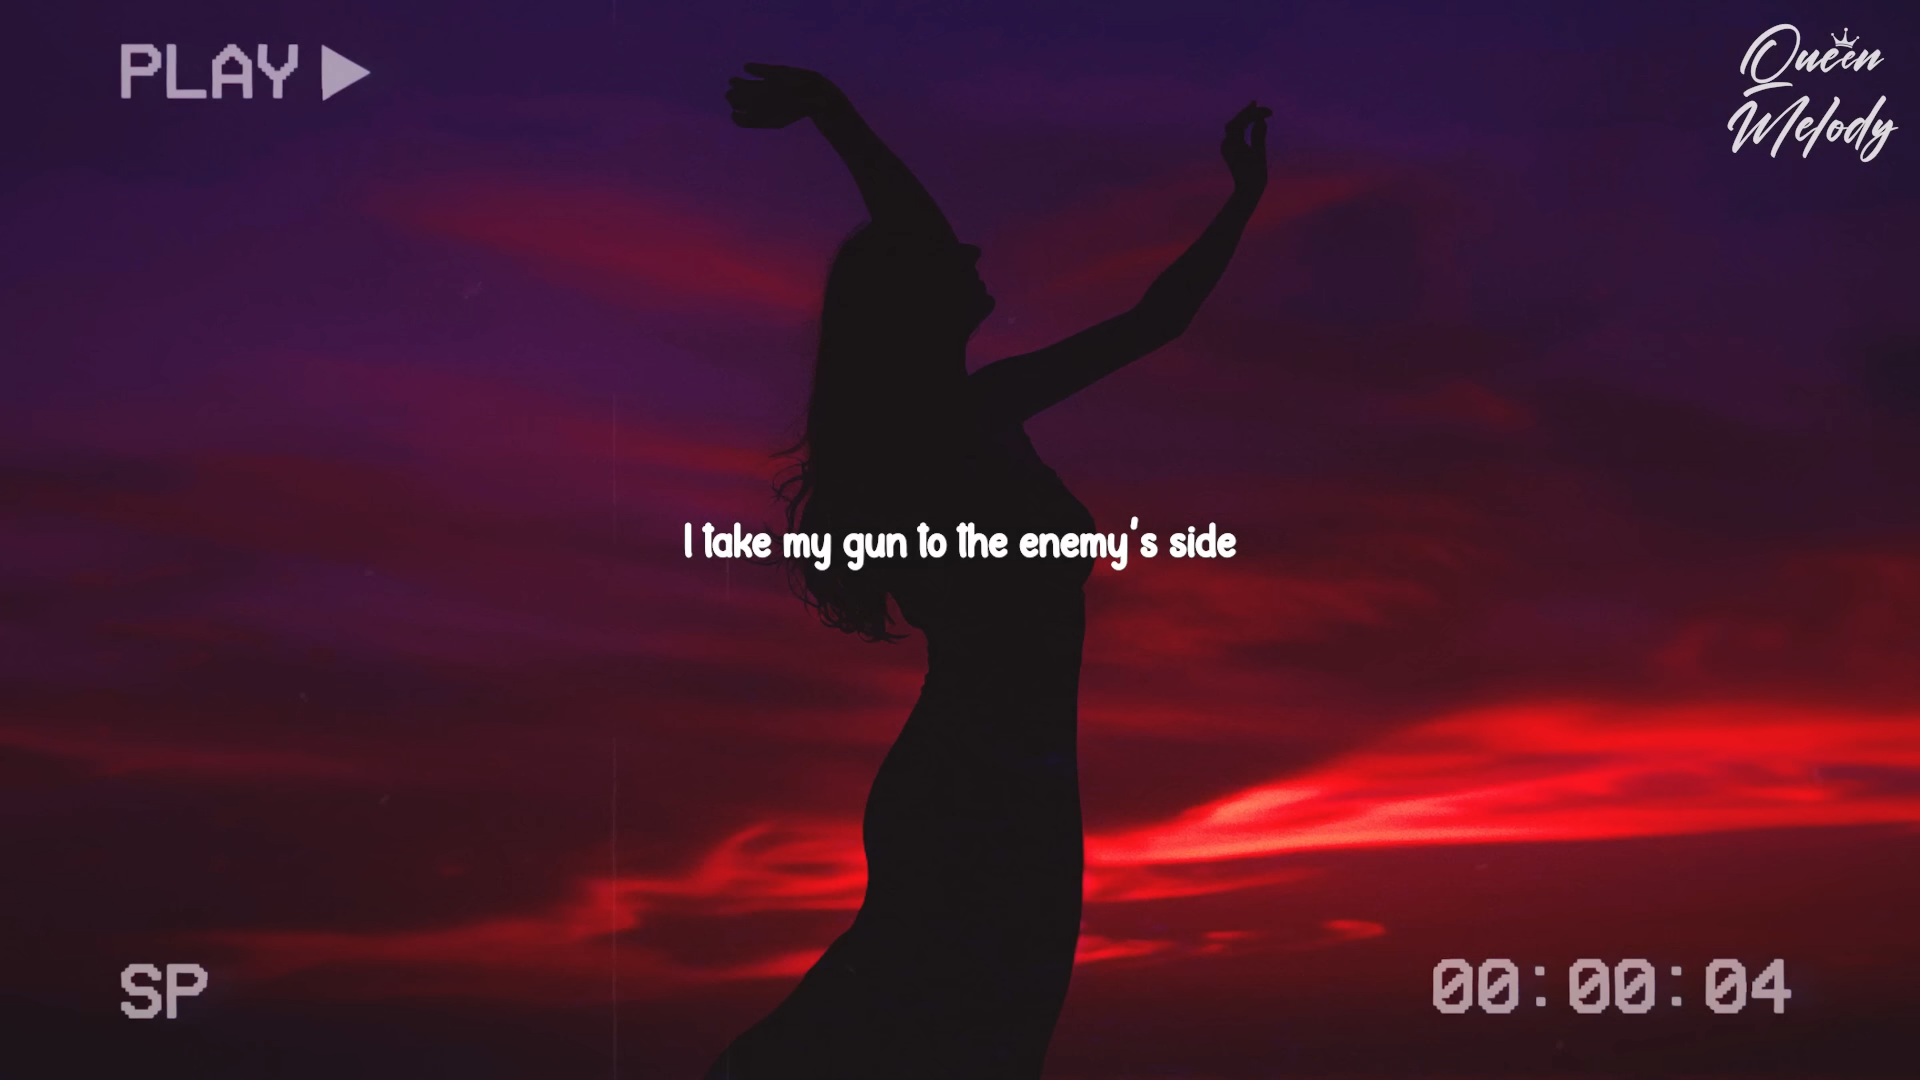 PLAY
Queen
Melody
I take my gun to the enemy's side
SP
00:00:04